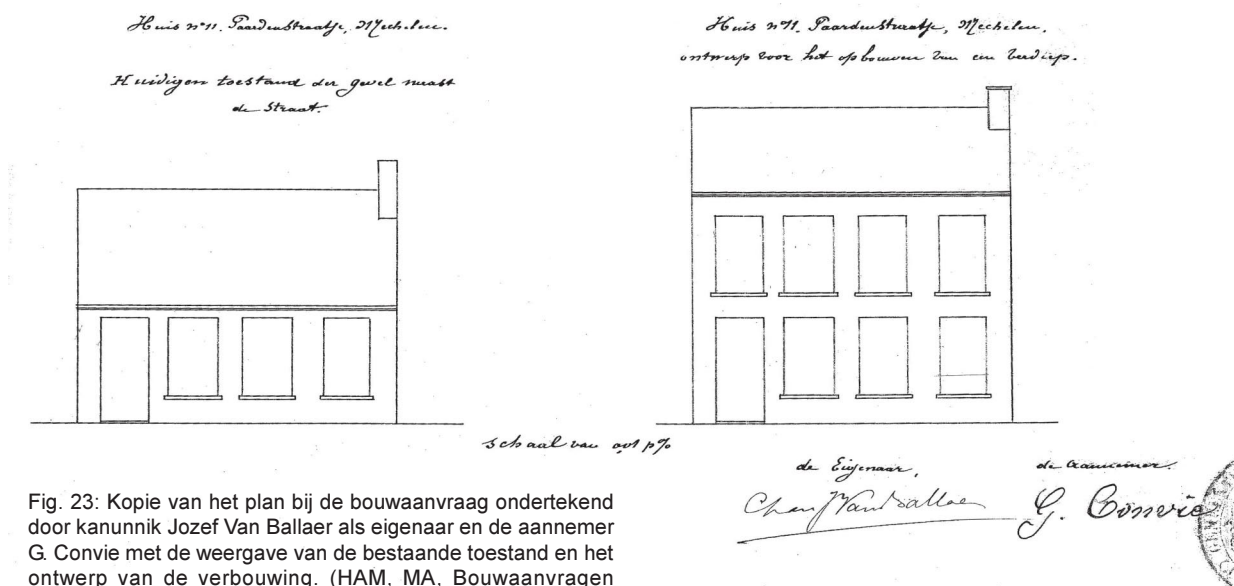 Huis nº 11. Paardenstraatje, Mechelen.
Huidigen toestand der gevel naast
de Straat.
Huis nº 11. Paardenstraatje, Mechelen.
ontwerp voor het opbouwen van een verdiep.
schaal van 0,01 p%
de Eigenaar,
de Aannemer.
Chan J Van Ballaer
G. Convie
Fig. 23: Kopie van het plan bij de bouwaanvraag ondertekend
door kanunnik Jozef Van Ballaer als eigenaar en de aannemer
G. Convie met de weergave van de bestaande toestand en het
ontwerp van de verbouwing. (HAM, MA, Bouwaanvragen